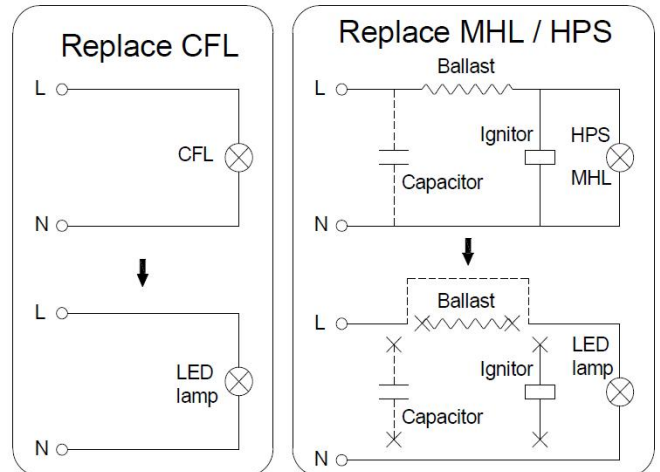 Replace CFL
L
CFL
N
L
LED
lamp
N
Replace MHL / HPS
Ballast
L
Ignitor
HPS
MHL
Capacitor
N
Ballast
L
LED
lamp
Ignitor
Capacitor
N